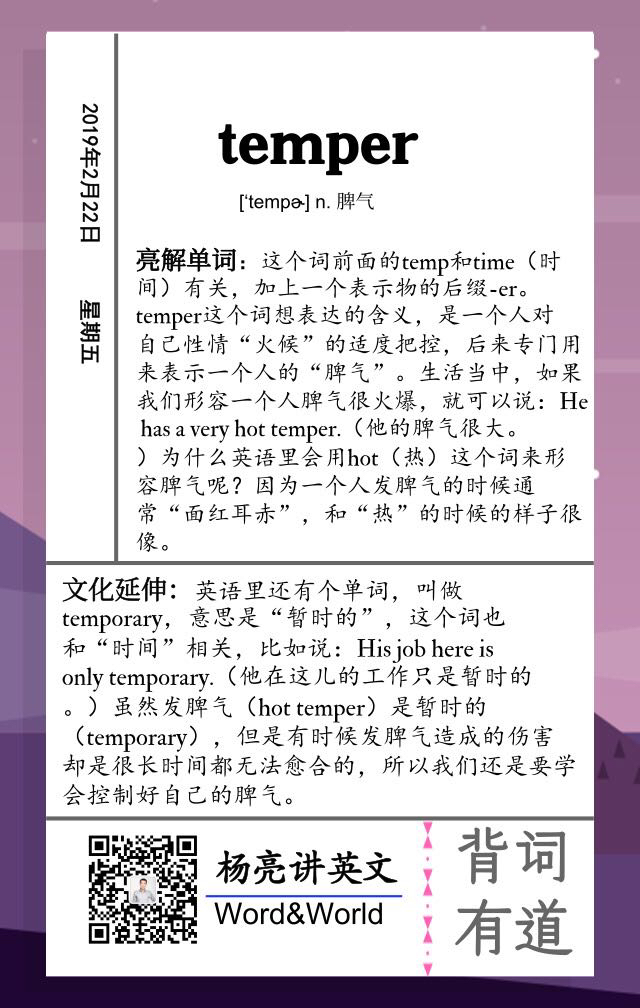 2019年2月22日 星期五
temper
['tempɚ] n. 脾气
亮解单词：这个词前面的temp和time（时
间）有关，加上一个表示物的后缀-er。
temper这个词想表达的含义，是一个人对
自己性情“火候”的适度把控，后来专门用
来表示一个人的“脾气”。生活当中，如果
我们形容一个人脾气很火爆，就可以说：He
has a very hot temper.（他的脾气很大。
）为什么英语里会用hot（热）这个词来形
容脾气呢？因为一个人发脾气的时候通
常“面红耳赤”，和“热”的时候的样子很
像。
文化延伸：英语里还有个单词，叫做
temporary，意思是“暂时的”，这个词也
和“时间”相关，比如说：His job here is
only temporary.（他在这儿的工作只是暂时的
。）虽然发脾气（hot temper）是暂时的
（temporary），但是有时候发脾气造成的伤害
却是很长时间都无法愈合的，所以我们还是要学
会控制好自己的脾气。
杨亮讲英文
Word&World
背词
有道